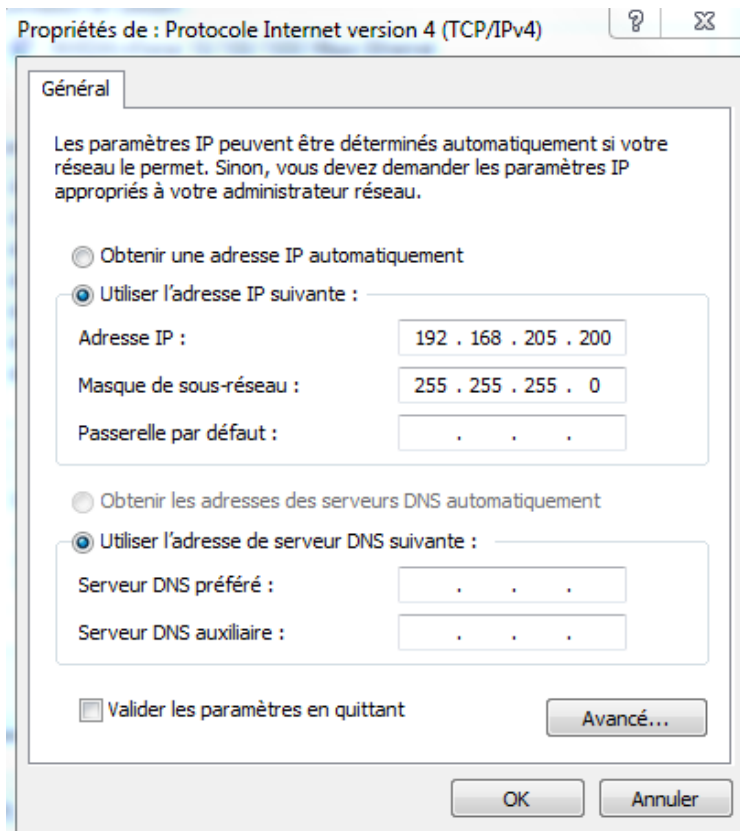 Propriétés de : Protocole Internet version 4 (TCP/IPv4)
Général
Les paramètres IP peuvent être déterminés automatiquement si votre
réseau le permet. Sinon, vous devez demander les paramètres IP
appropriés à votre administrateur réseau.
Obtenir une adresse IP automatiquement
Utiliser l'adresse IP suivante :
Adresse IP : 192 . 168 . 205 . 200
Masque de sous-réseau : 255 . 255 . 255 . 0
Passerelle par défaut : . . .
Obtenir les adresses des serveurs DNS automatiquement
Utiliser l'adresse de serveur DNS suivante :
Serveur DNS préféré : . . .
Serveur DNS auxiliaire : . . .
Valider les paramètres en quittant
Avancé...
OK Annuler